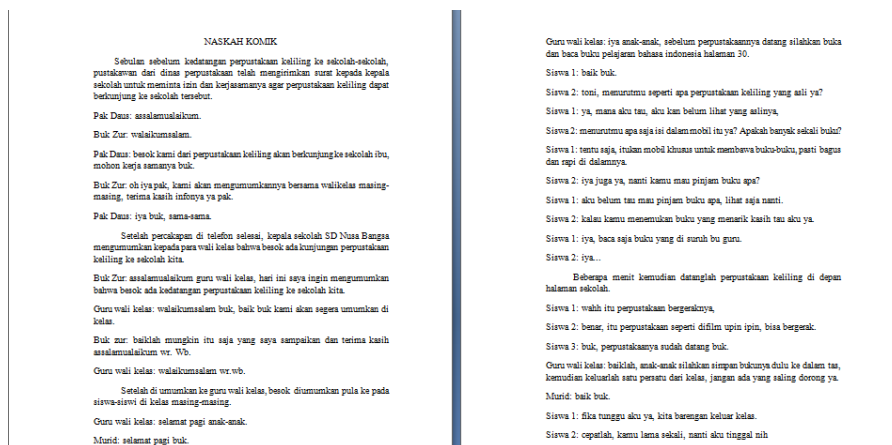 NASKAH KOMIK
Sebulan sebelum kedatangan perpustakaan keliling ke sekolah-sekolah,
pustakawan dari dinas perpustakaan telah mengirimkan surat kepada kepala
sekolah untuk meminta izin dan kerjasamanya agar perpustakaan keliling dapat
berkunjung ke sekolah tersebut.
Pak Daus: assalamualaikum.
Buk Zur: walaikumsalam.
Pak Daus: besok kami dari perpustakaan keliling akan berkunjung ke sekolah ibu,
mohon kerja samanya buk.
Buk Zur: oh iya pak, kami akan mengumumkannya bersama walikelas masing-
masing, terima kasih infonya ya pak.
Pak Daus: iya buk, sama-sama.
Setelah percakapan di telefon selesai, kepala sekolah SD Nusa Bangsa
mengumumkan kepada para wali kelas bahwa besok ada kunjungan perpustakaan
keliling ke sekolah kita.
Buk Zur: assalamualaikum guru wali kelas, hari ini saya ingin mengumumkan
bahwa besok ada kedatangan perpustakaan keliling ke sekolah kita.
Guru wali kelas: walaikumsalam buk, baik buk kami akan segera umumkan di
kelas.
Buk zur: baiklah mungkin itu saja yang saya sampaikan dan terima kasih
assalamualaikum wr. Wb.
Guru wali kelas: walaikumsalam wr.wb.
Setelah di umumkan ke guru wali kelas, besok diumumkan pula ke pada
siswa-siswi di kelas masing-masing.
Guru wali kelas: selamat pagi anak-anak.
Murid: selamat pagi buk.
Guru wali kelas: iya anak-anak, sebelum perpustakaannya datang silahkan buka
dan baca buku pelajaran bahasa indonesia halaman 30.
Siswa 1: baik buk.
Siswa 2: toni, menurutmu seperti apa perpustakaan keliling yang asli ya?
Siswa 1: ya, mana aku tau, aku kan belum lihat yang aslinya,
Siswa 2: menurutmu apa saja isi dalam mobil itu ya? Apakah banyak sekali buku?
Siswa 1: tentu saja, itukan mobil khusus untuk membawa buku-buku, pasti bagus
dan rapi di dalamnya.
Siswa 2: iya juga ya, nanti kamu mau pinjam buku apa?
Siswa 1: aku belum tau mau pinjam buku apa, lihat saja nanti.
Siswa 2: kalau kamu menemukan buku yang menarik kasih tau aku ya.
Siswa 1: iya, baca saja buku yang di suruh bu guru.
Siswa 2: iya...
Beberapa menit kemudian datanglah perpustakaan keliling di depan
halaman sekolah.
Siswa 1: wahh itu perpustakaan bergeraknya,
Siswa 2: benar, itu perpustakaan seperti difilm upin ipin, bisa bergerak.
Siswa 3: buk, perpustakaanya sudah datang buk.
Guru wali kelas: baiklah, anak-anak silahkan simpan bukunya dulu ke dalam tas,
kemudian keluarlah satu persatu dari kelas, jangan ada yang saling dorong ya.
Murid: baik buk.
Siswa 1: fika tunggu aku ya, kita barengan keluar kelas.
Siswa 2: cepatlah, kamu lama sekali, nanti aku tinggal nih